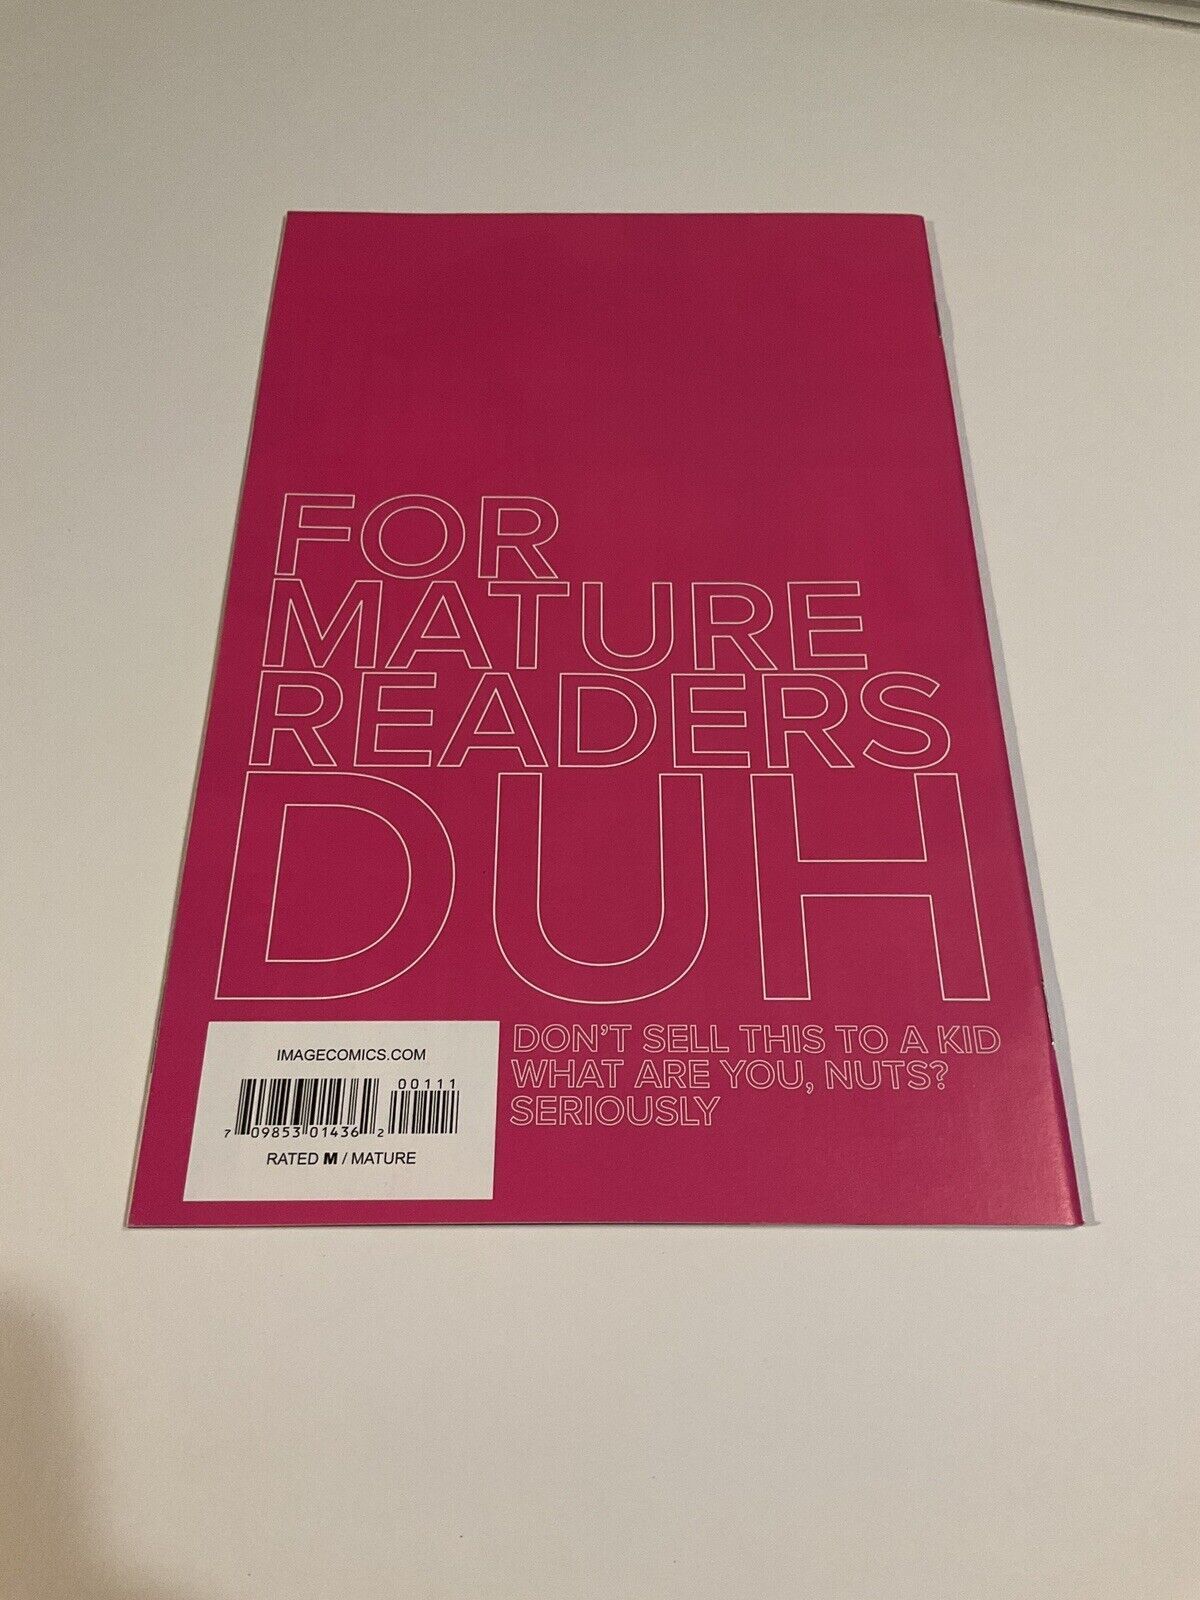 FOR
MATURE
READERS
DUH
DON'T SELL THIS TO A KID
WHAT ARE YOU, NUTS?
SERIOUSLY
IMAGECOMICS.COM
00111
7 09853 01436 2
RATED M / MATURE